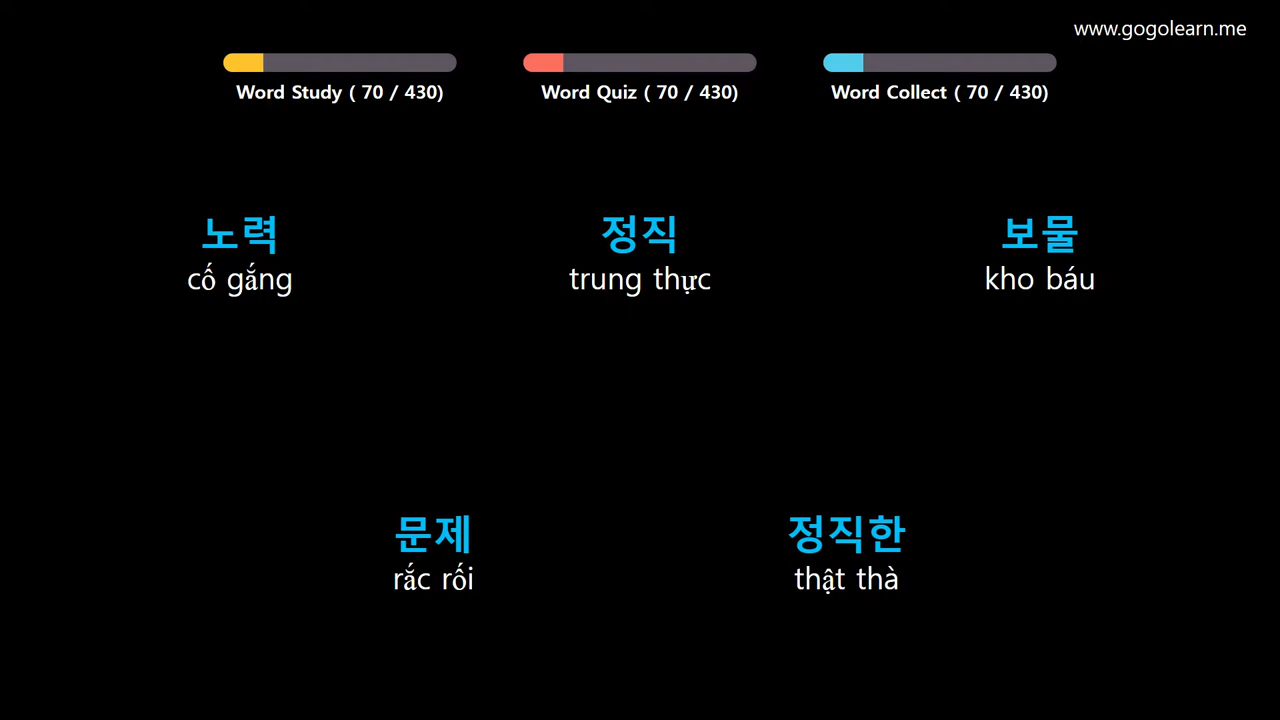 www.gogolearn.me
Word Study ( 70 / 430)
Word Quiz ( 70 / 430)
Word Collect ( 70 / 430)
노력
cố gắng
정직
trung thực
보물
kho báu
문제
rắc rối
정직한
thật thà